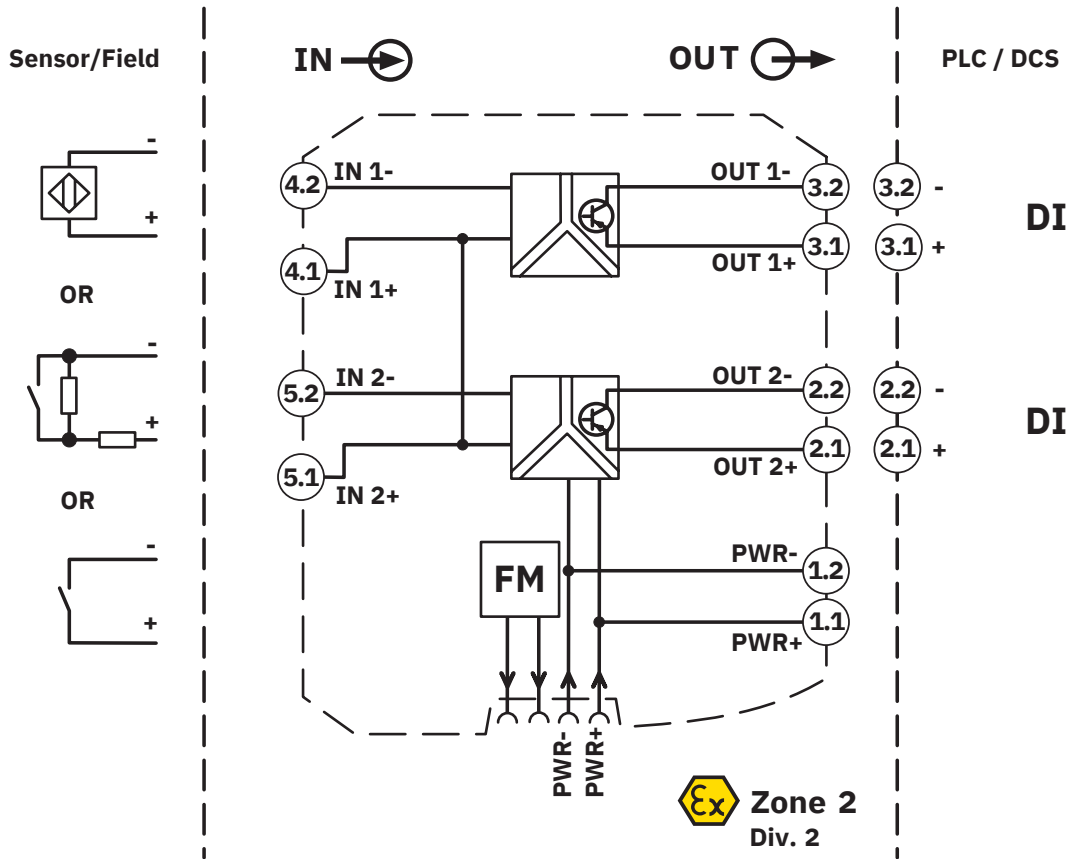 Sensor/Field
IN
OUT
PLC / DCS
-
+
OR
-
+
OR
-
+
4.2
IN 1-
4.1
IN 1+
5.2
IN 2-
5.1
IN 2+
OUT 1-
3.2
3.1
OUT 1+
OUT 2-
2.2
2.1
OUT 2+
3.2 -
3.1 +
DI
2.2 -
2.1 +
DI
FM
PWR-
1.2
1.1
PWR+
PWR-
PWR+
Ex
Zone 2
Div. 2